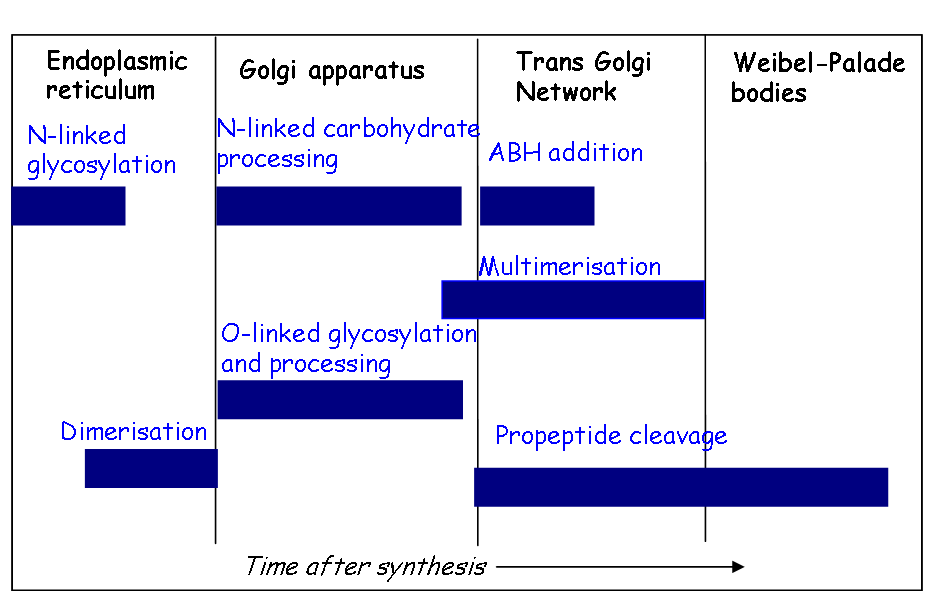 Endoplasmic
reticulum
Golgi apparatus
Trans Golgi
Network
Weibel-Palade
bodies
N-linked
glycosylation
N-linked carbohydrate
processing
ABH addition
Multimerisation
O-linked glycosylation
and processing
Dimerisation
Propeptide cleavage
Time after synthesis